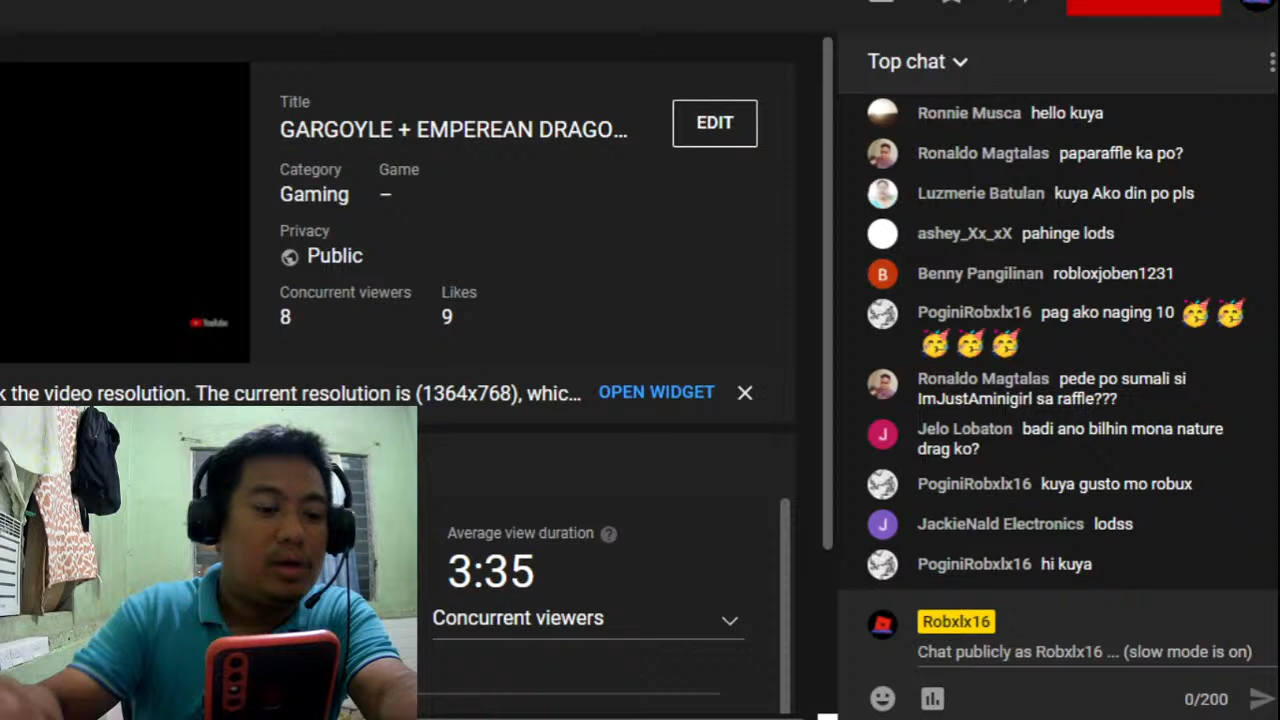 Title
GARGOYLE + EMPEREAN DRAGO...
EDIT
Category Game
Gaming –
Privacy
Public
Concurrent viewers Likes
8 9
k the video resolution. The current resolution is (1364x768), whic... OPEN WIDGET
Average view duration
3:35
Concurrent viewers
Top chat
Ronnie Musca hello kuya
Ronaldo Magtalas paparaffle ka po?
Luzmerie Batulan kuya Ako din po pls
ashey_Xx_xX pahinge lods
B Benny Pangilinan robloxjoben1231
PoginiRobxlx16 pag ako naging 10 🥳 🥳
🥳 🥳 🥳
Ronaldo Magtalas pede po sumali si
ImJustAminigirl sa raffle???
J Jelo Lobaton badi ano bilhin mona nature
drag ko?
PoginiRobxlx16 kuya gusto mo robux
J JackieNald Electronics lodss
PoginiRobxlx16 hi kuya
Robxlx16
Chat publicly as Robxlx16 ... (slow mode is on)
0/200
YouTube